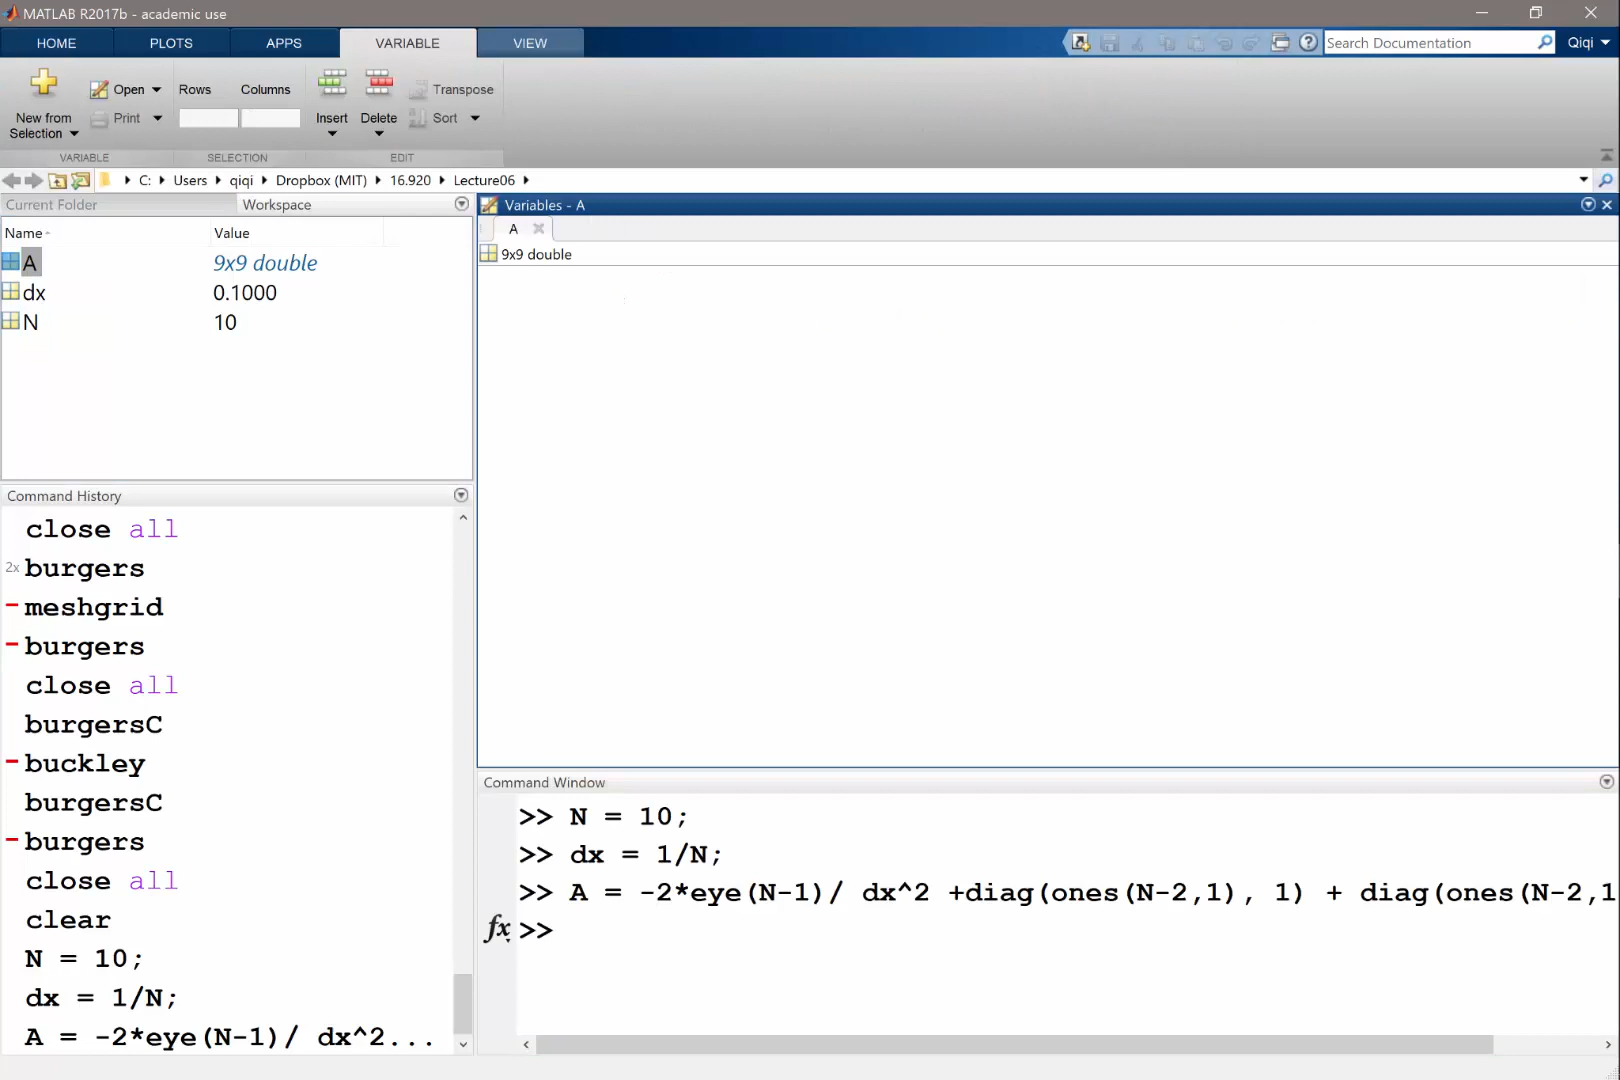 MATLAB R2017b - academic use
HOME
PLOTS
APPS
VARIABLE
VIEW
Search Documentation
Qiqi
New from
Selection
Open
Print
Rows
Columns
Insert
Delete
Transpose
Sort
VARIABLE
SELECTION
EDIT
C:
Users
qiqi
Dropbox (MIT)
16.920
Lecture06
Current Folder
Workspace
Name
Value
A
9x9 double
dx
0.1000
N
10
Command History
close all
2x burgers
meshgrid
burgers
close all
burgersC
buckley
burgersC
burgers
close all
clear
N = 10;
dx = 1/N;
A = -2*eye(N-1)/ dx^2...
Variables - A
A
9x9 double
Command Window
>> N = 10;
>> dx = 1/N;
>> A = -2*eye(N-1)/ dx^2 +diag(ones(N-2,1), 1) + diag(ones(N-2,1
fx >>